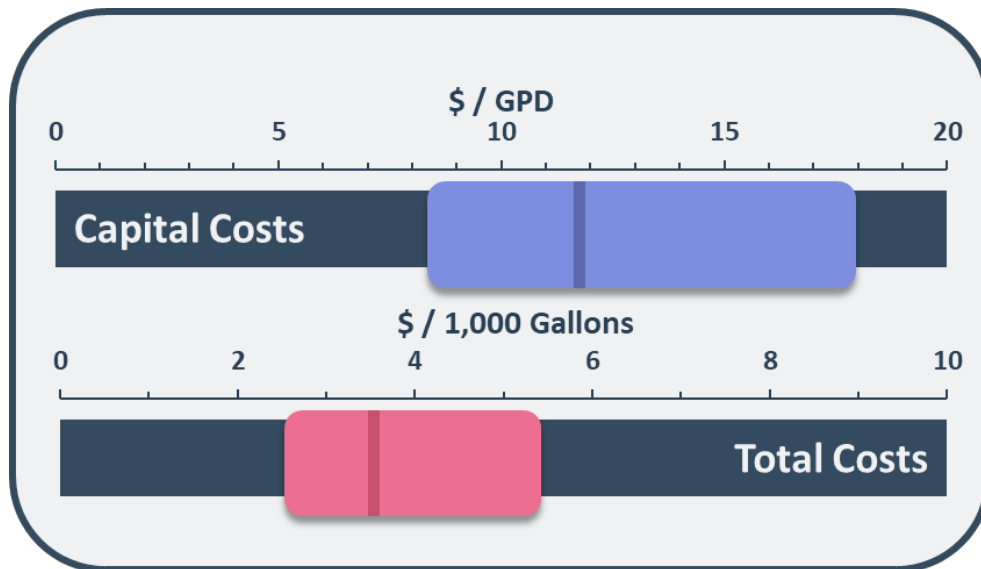 $ / GPD
0 5 10 15 20
Capital Costs
$ / 1,000 Gallons
0 2 4 6 8 10
Total Costs